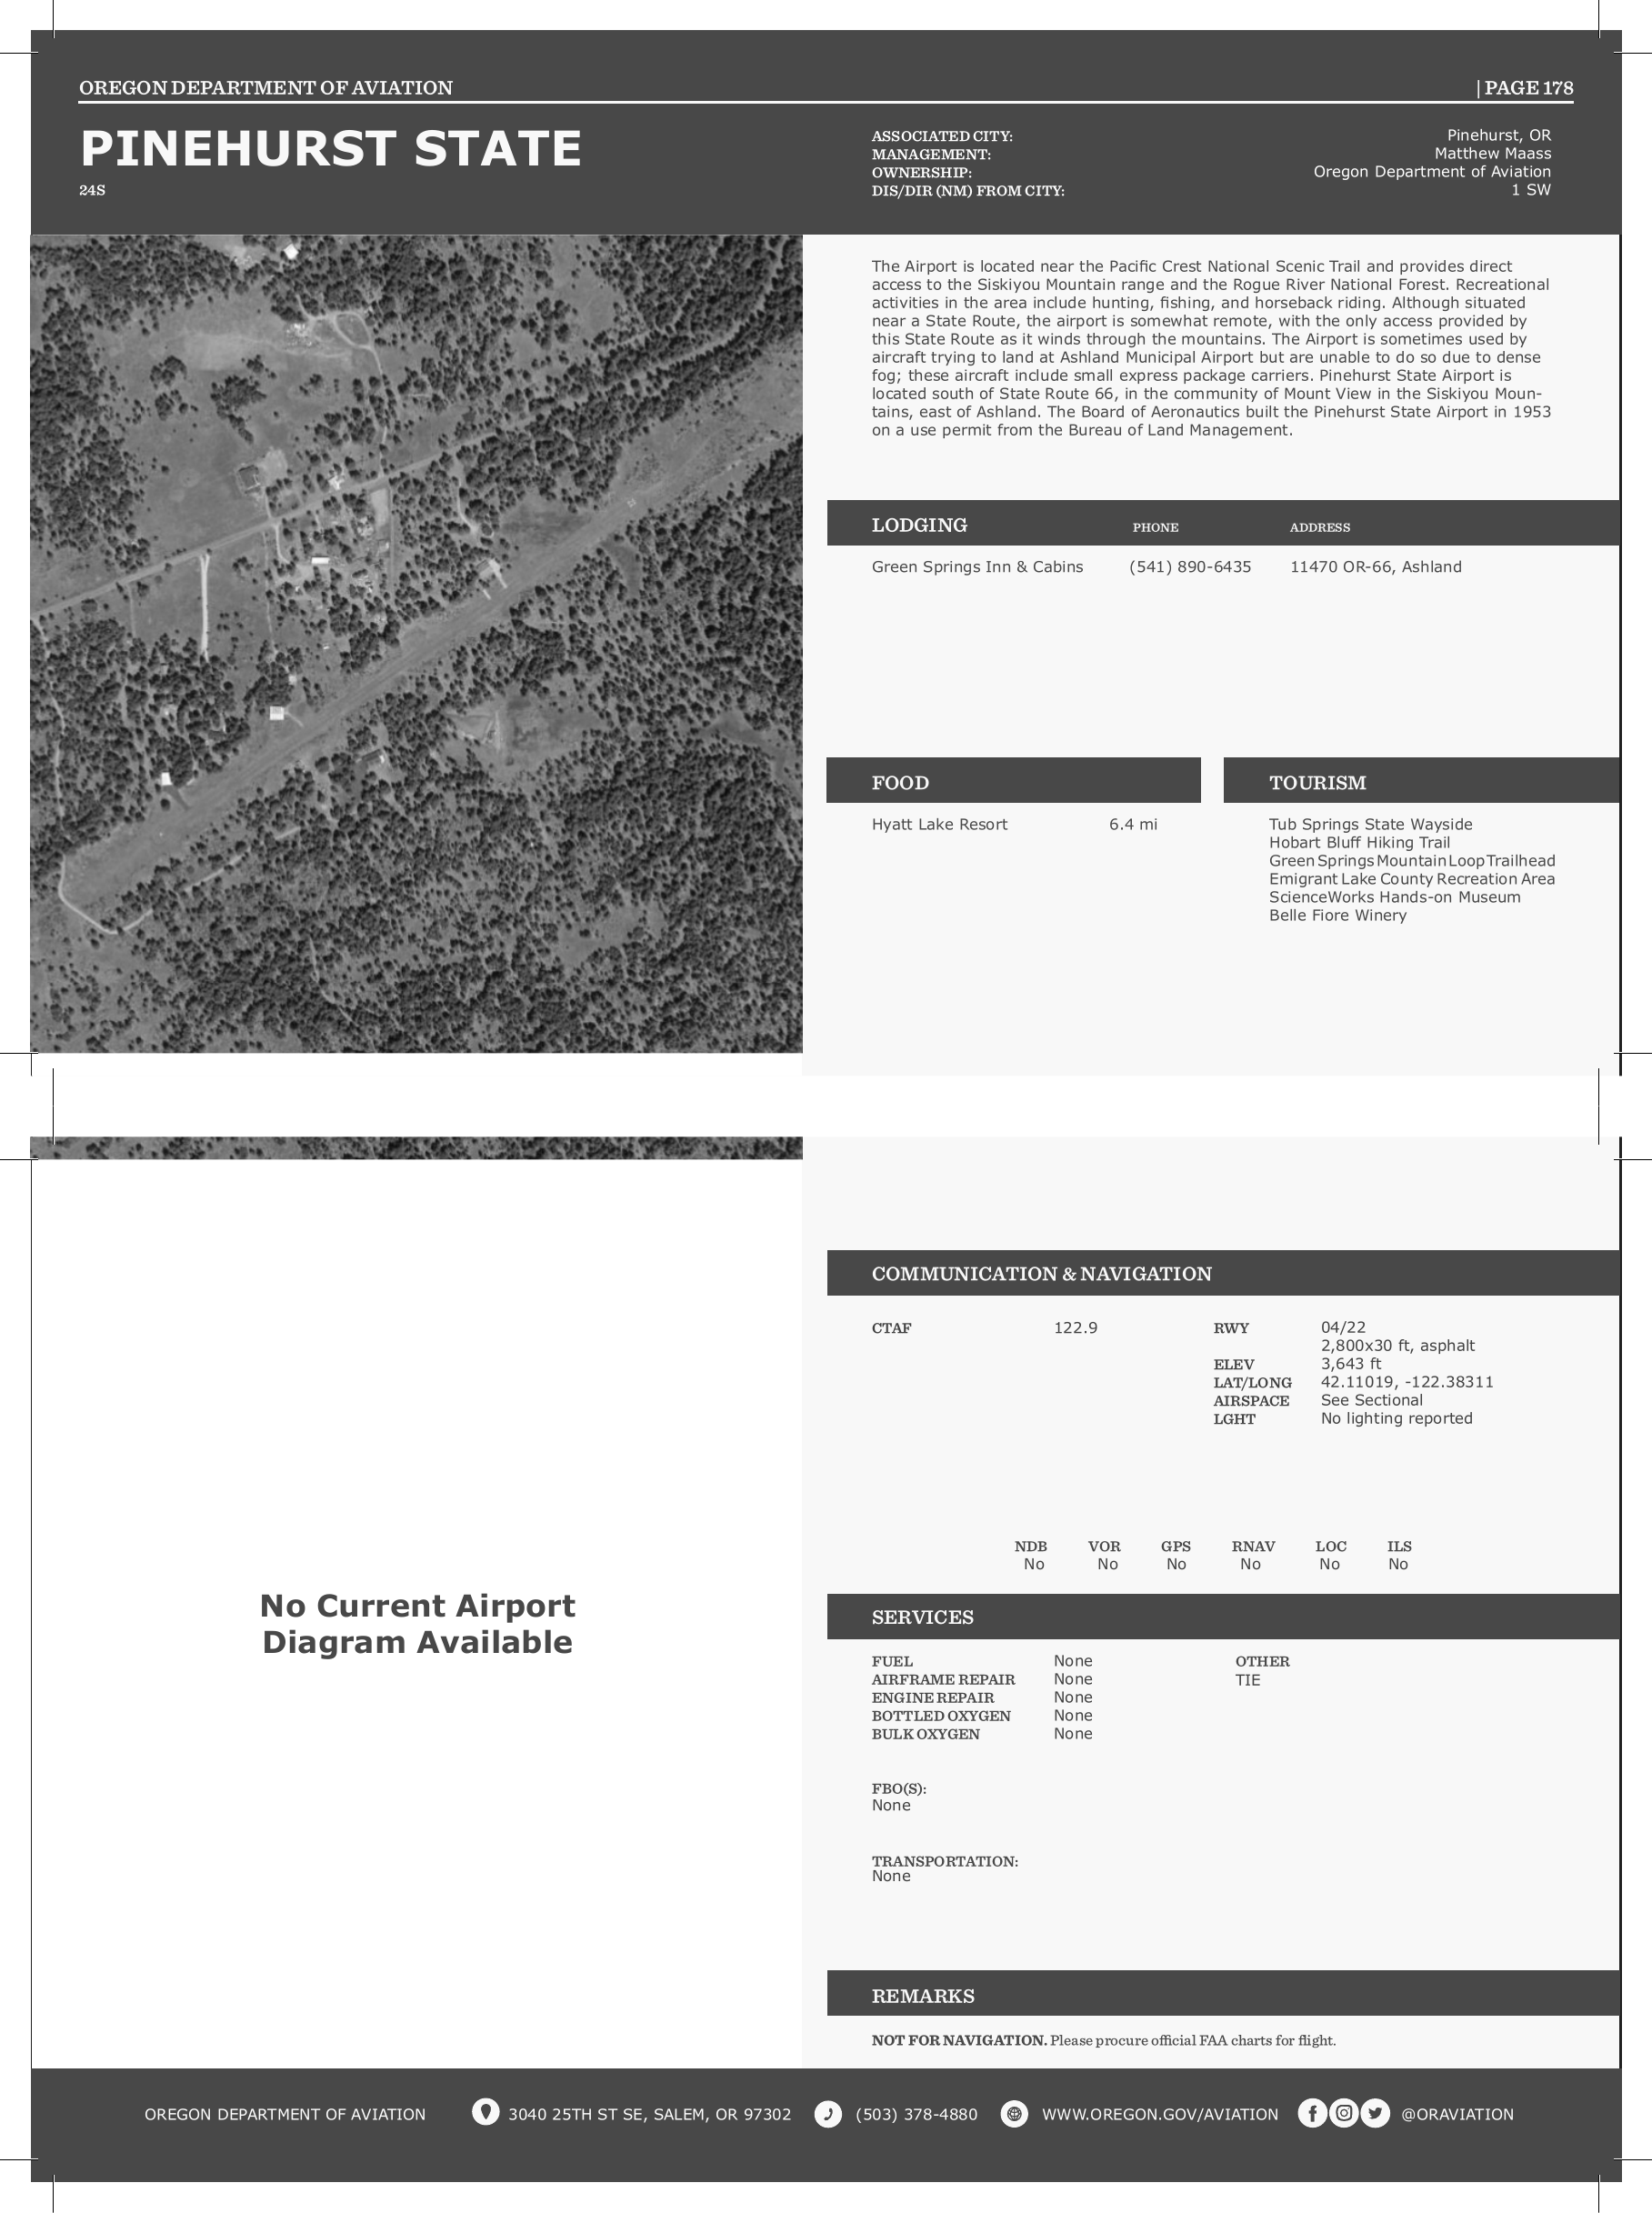 OREGON DEPARTMENT OF AVIATION
| PAGE 178
PINEHURST STATE
24S
ASSOCIATED CITY: Pinehurst, OR
MANAGEMENT: Matthew Maass
OWNERSHIP: Oregon Department of Aviation
DIS/DIR (NM) FROM CITY: 1 SW
The Airport is located near the Pacific Crest National Scenic Trail and provides direct
access to the Siskiyou Mountain range and the Rogue River National Forest. Recreational
activities in the area include hunting, fishing, and horseback riding. Although situated
near a State Route, the airport is somewhat remote, with the only access provided by
this State Route as it winds through the mountains. The Airport is sometimes used by
aircraft trying to land at Ashland Municipal Airport but are unable to do so due to dense
fog; these aircraft include small express package carriers. Pinehurst State Airport is
located south of State Route 66, in the community of Mount View in the Siskiyou Moun-
tains, east of Ashland. The Board of Aeronautics built the Pinehurst State Airport in 1953
on a use permit from the Bureau of Land Management.
LODGING PHONE ADDRESS
Green Springs Inn & Cabins (541) 890-6435 11470 OR-66, Ashland
FOOD
Hyatt Lake Resort 6.4 mi
TOURISM
Tub Springs State Wayside
Hobart Bluff Hiking Trail
Green Springs Mountain Loop Trailhead
Emigrant Lake County Recreation Area
ScienceWorks Hands-on Museum
Belle Fiore Winery
No Current Airport
Diagram Available
COMMUNICATION & NAVIGATION
CTAF 122.9
RWY 04/22
2,800x30 ft, asphalt
ELEV 3,643 ft
LAT/LONG 42.11019, -122.38311
AIRSPACE See Sectional
LGHT No lighting reported
NDB VOR GPS RNAV LOC ILS
No No No No No No
SERVICES
FUEL None
AIRFRAME REPAIR None
ENGINE REPAIR None
BOTTLED OXYGEN None
BULK OXYGEN None
OTHER
TIE
FBO(S):
None
TRANSPORTATION:
None
REMARKS
NOT FOR NAVIGATION. Please procure official FAA charts for flight.
OREGON DEPARTMENT OF AVIATION 3040 25TH ST SE, SALEM, OR 97302 (503) 378-4880 WWW.OREGON.GOV/AVIATION @ORAVIATION